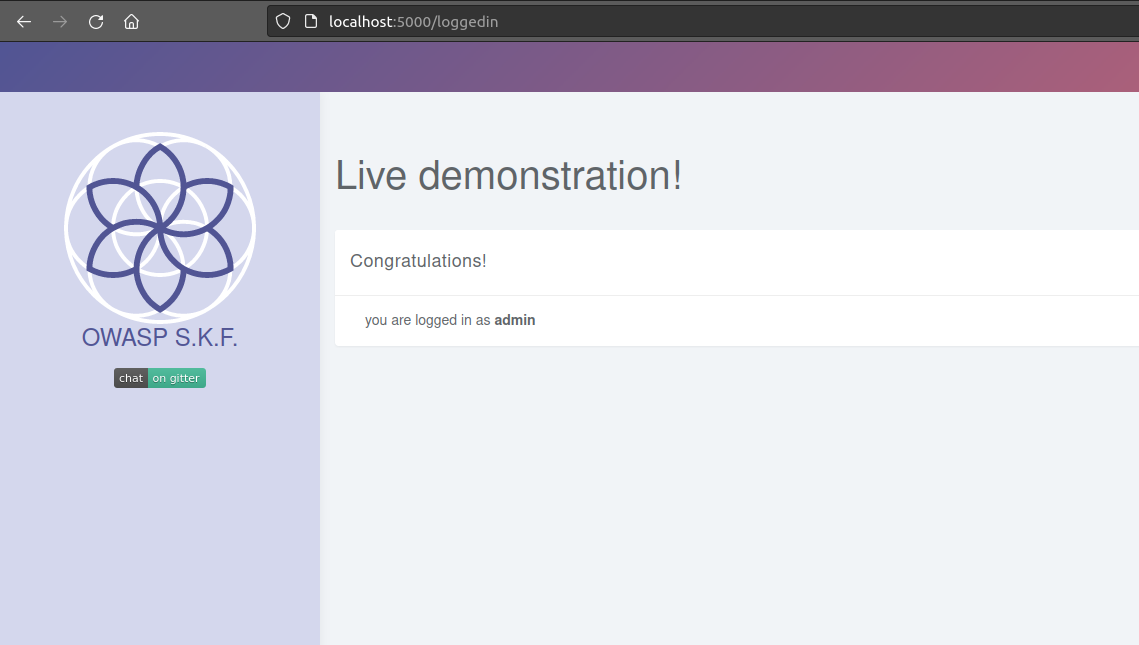 localhost:5000/loggedin
OWASP S.K.F.
chat on gitter
Live demonstration!
Congratulations!
you are logged in as admin